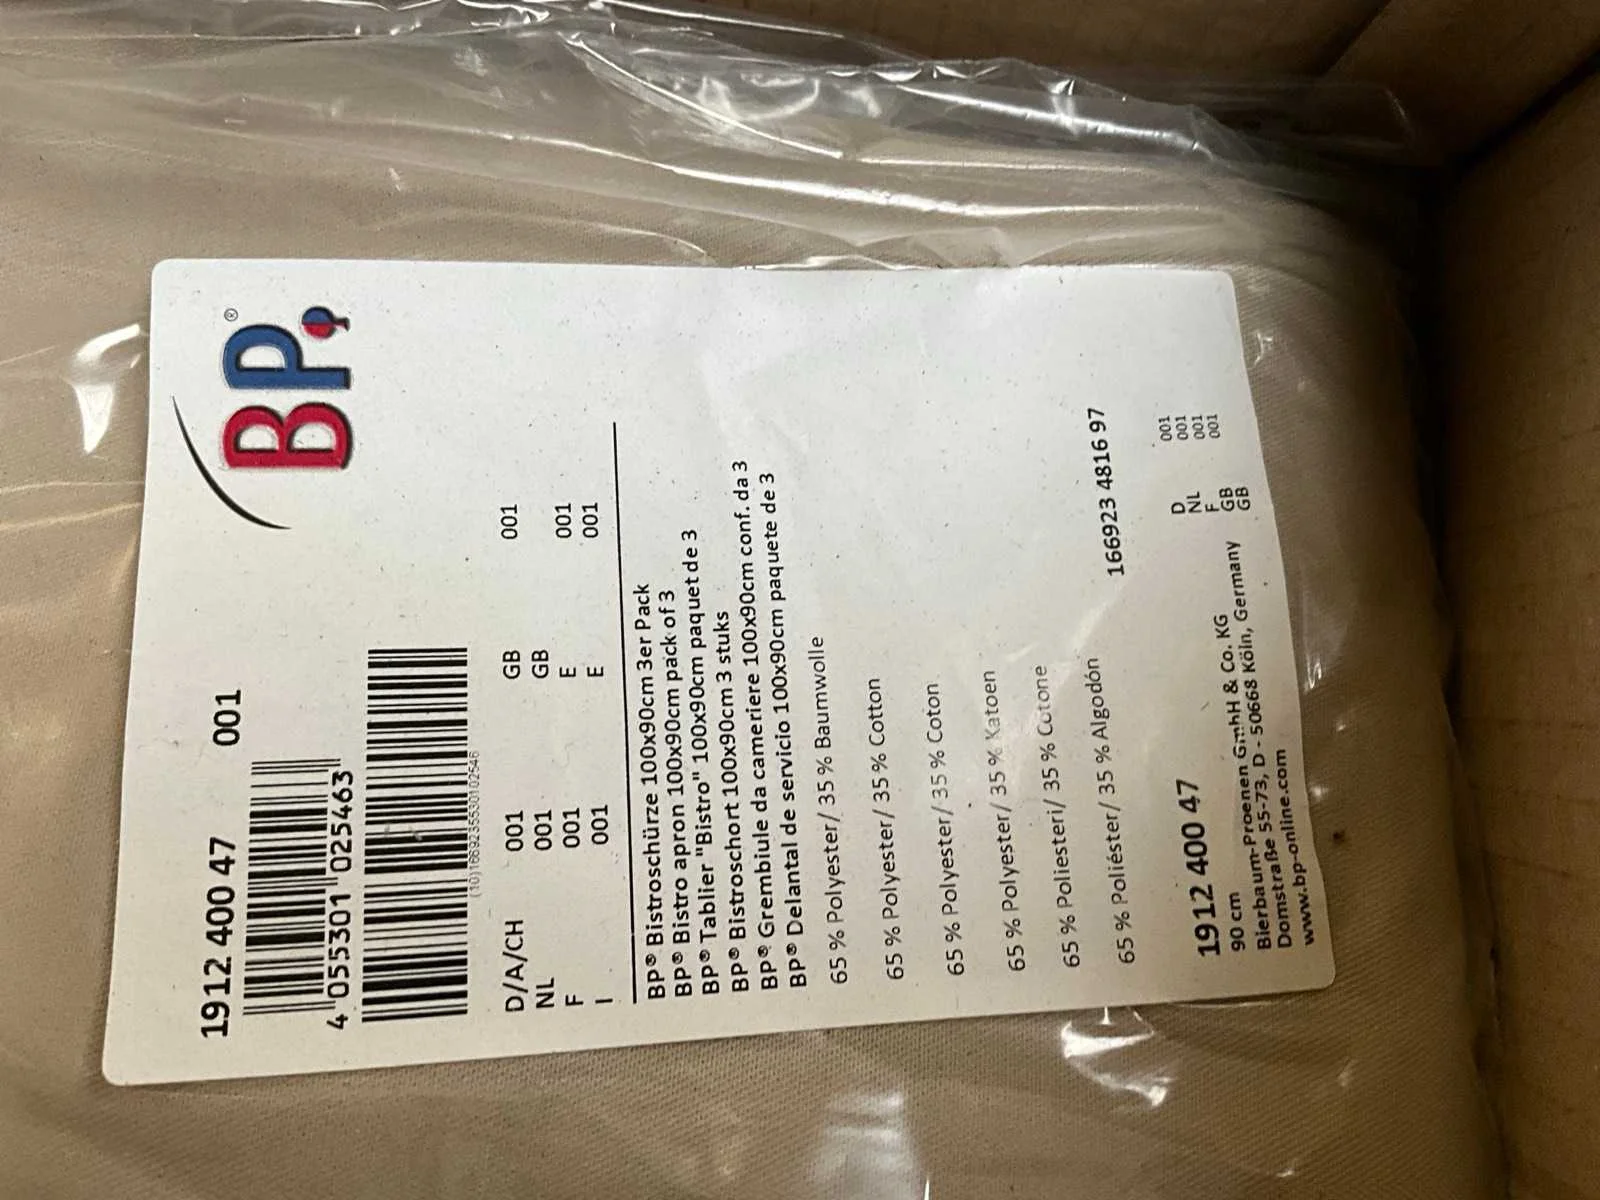 BP®
1912 400 47 001
4 055301 025463
(10)1669235530102546
D/A/CH 001 GB 001
NL 001 GB
F 001 E 001
I 001 E 001
BP® Bistroschürze 100x90cm 3er Pack
BP® Bistro apron 100x90cm pack of 3
BP® Tablier "Bistro" 100x90cm paquet de 3
BP® Bistroschort 100x90cm 3 stuks
BP® Grembiule da cameriere 100x90cm conf. da 3
BP® Delantal de servicio 100x90cm paquete de 3
65 % Polyester/ 35 % Baumwolle
65 % Polyester/ 35 % Cotton
65 % Polyester/ 35 % Coton
65 % Polyester/ 35 % Katoen
65 % Poliesteri/ 35 % Cotone
65 % Poliéster/ 35 % Algodón
166923 4816 97
1912 400 47
90 cm
Bierbaum-Proenen GmbH & Co. KG
Domstraße 55-73, D - 50668 Köln, Germany
www.bp-online.com
D 001
NL 001
F 001
GB 001
GB